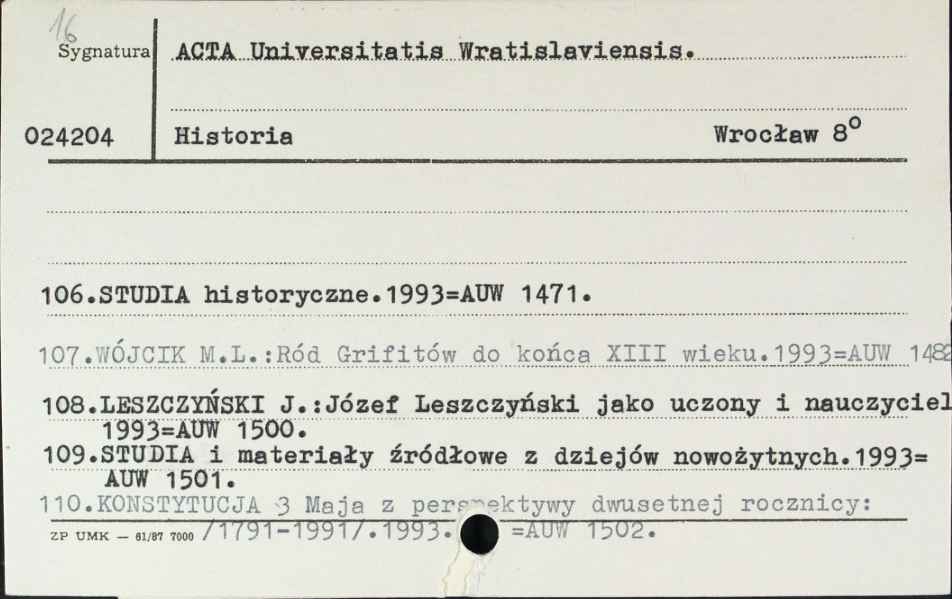 16
Sygnatura ACTA Universitatis Wratislaviensis.
024204 Historia Wrocław 8°
106.STUDIA historyczne.1993=AUW 1471.
107.WÓJCIK M.L.:Ród Grifitów do końca XIII wieku.1993=AUW 1482
108.LESZCZYŃSKI J.:Józef Leszczyński jako uczony i nauczyciel
1993=AUW 1500.
109.STUDIA i materiały źródłowe z dziejów nowożytnych.1993=
AUW 1501.
110.KONSTYTUCJA 3 Maja z perspektywy dwusetnej rocznicy:
/1791-1991/.1993. =AUW 1502.
ZP UMK — 61/87 7000